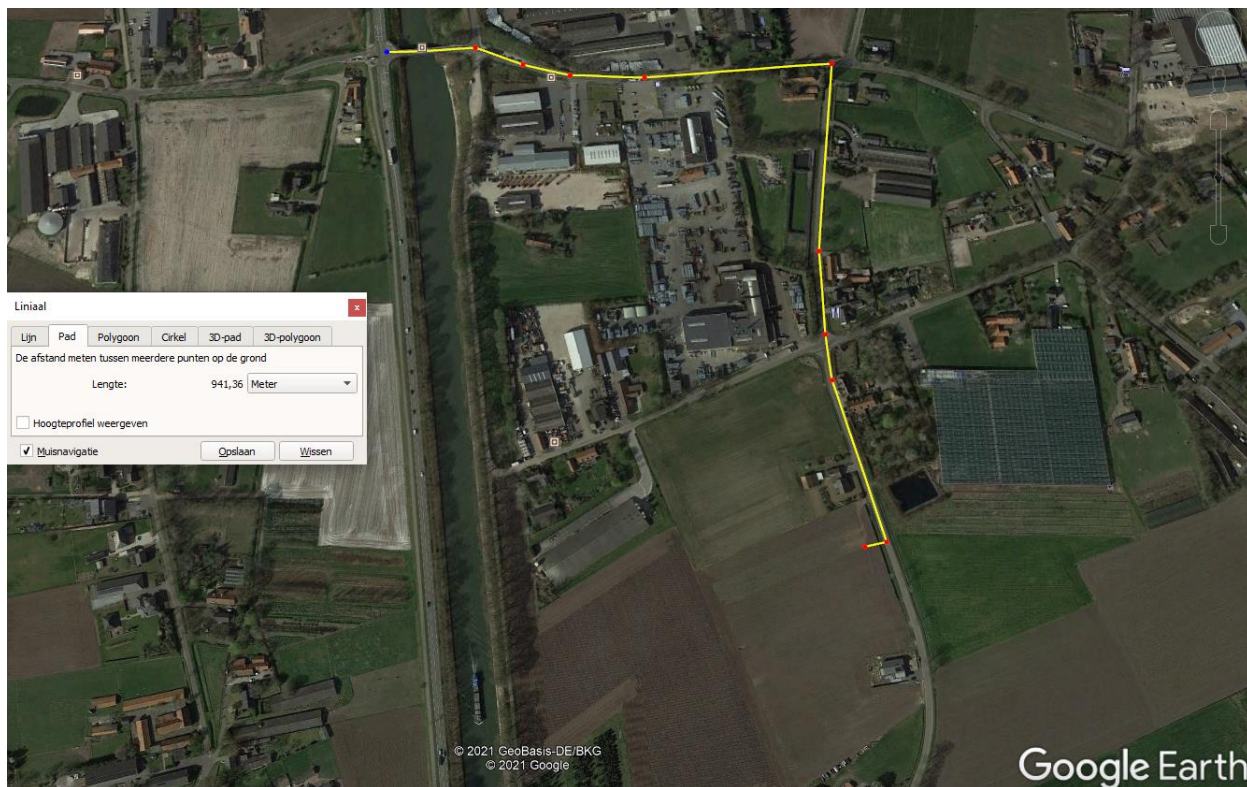 Liniaal
x
Lijn Pad Polygoon Cirkel 3D-pad 3D-polygoon
De afstand meten tussen meerdere punten op de grond
Lengte: 941,36 Meter
Hoogteprofiel weergeven
Muisnavigatie Opslaan Wissen
© 2021 GeoBasis-DE/BKG
© 2021 Google
Google Earth